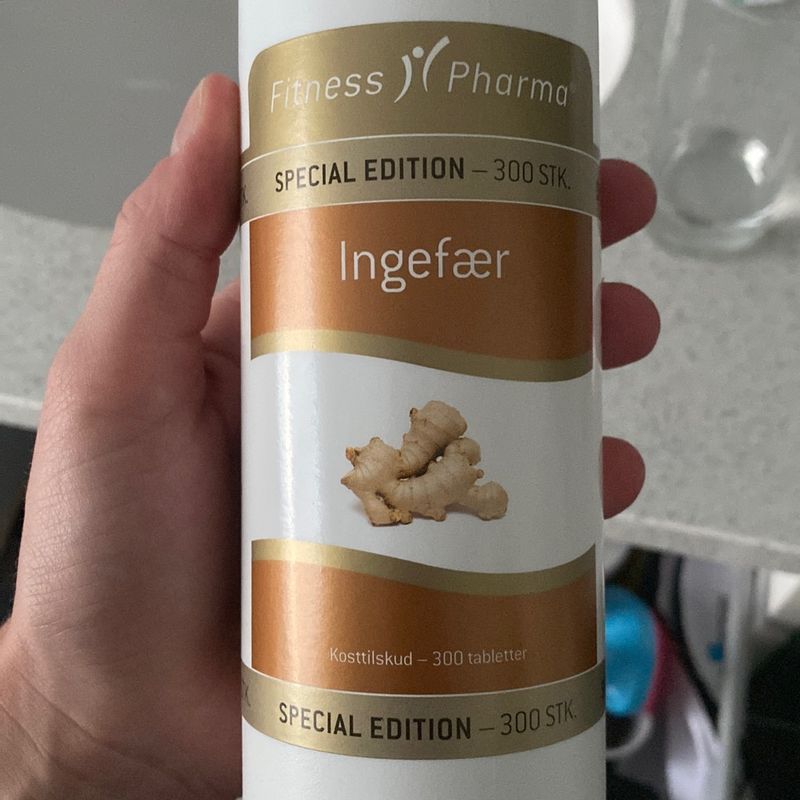 Fitness Pharma
SPECIAL EDITION – 300 STK.
Ingefær
Kosttilskud – 300 tabletter
SPECIAL EDITION – 300 STK.